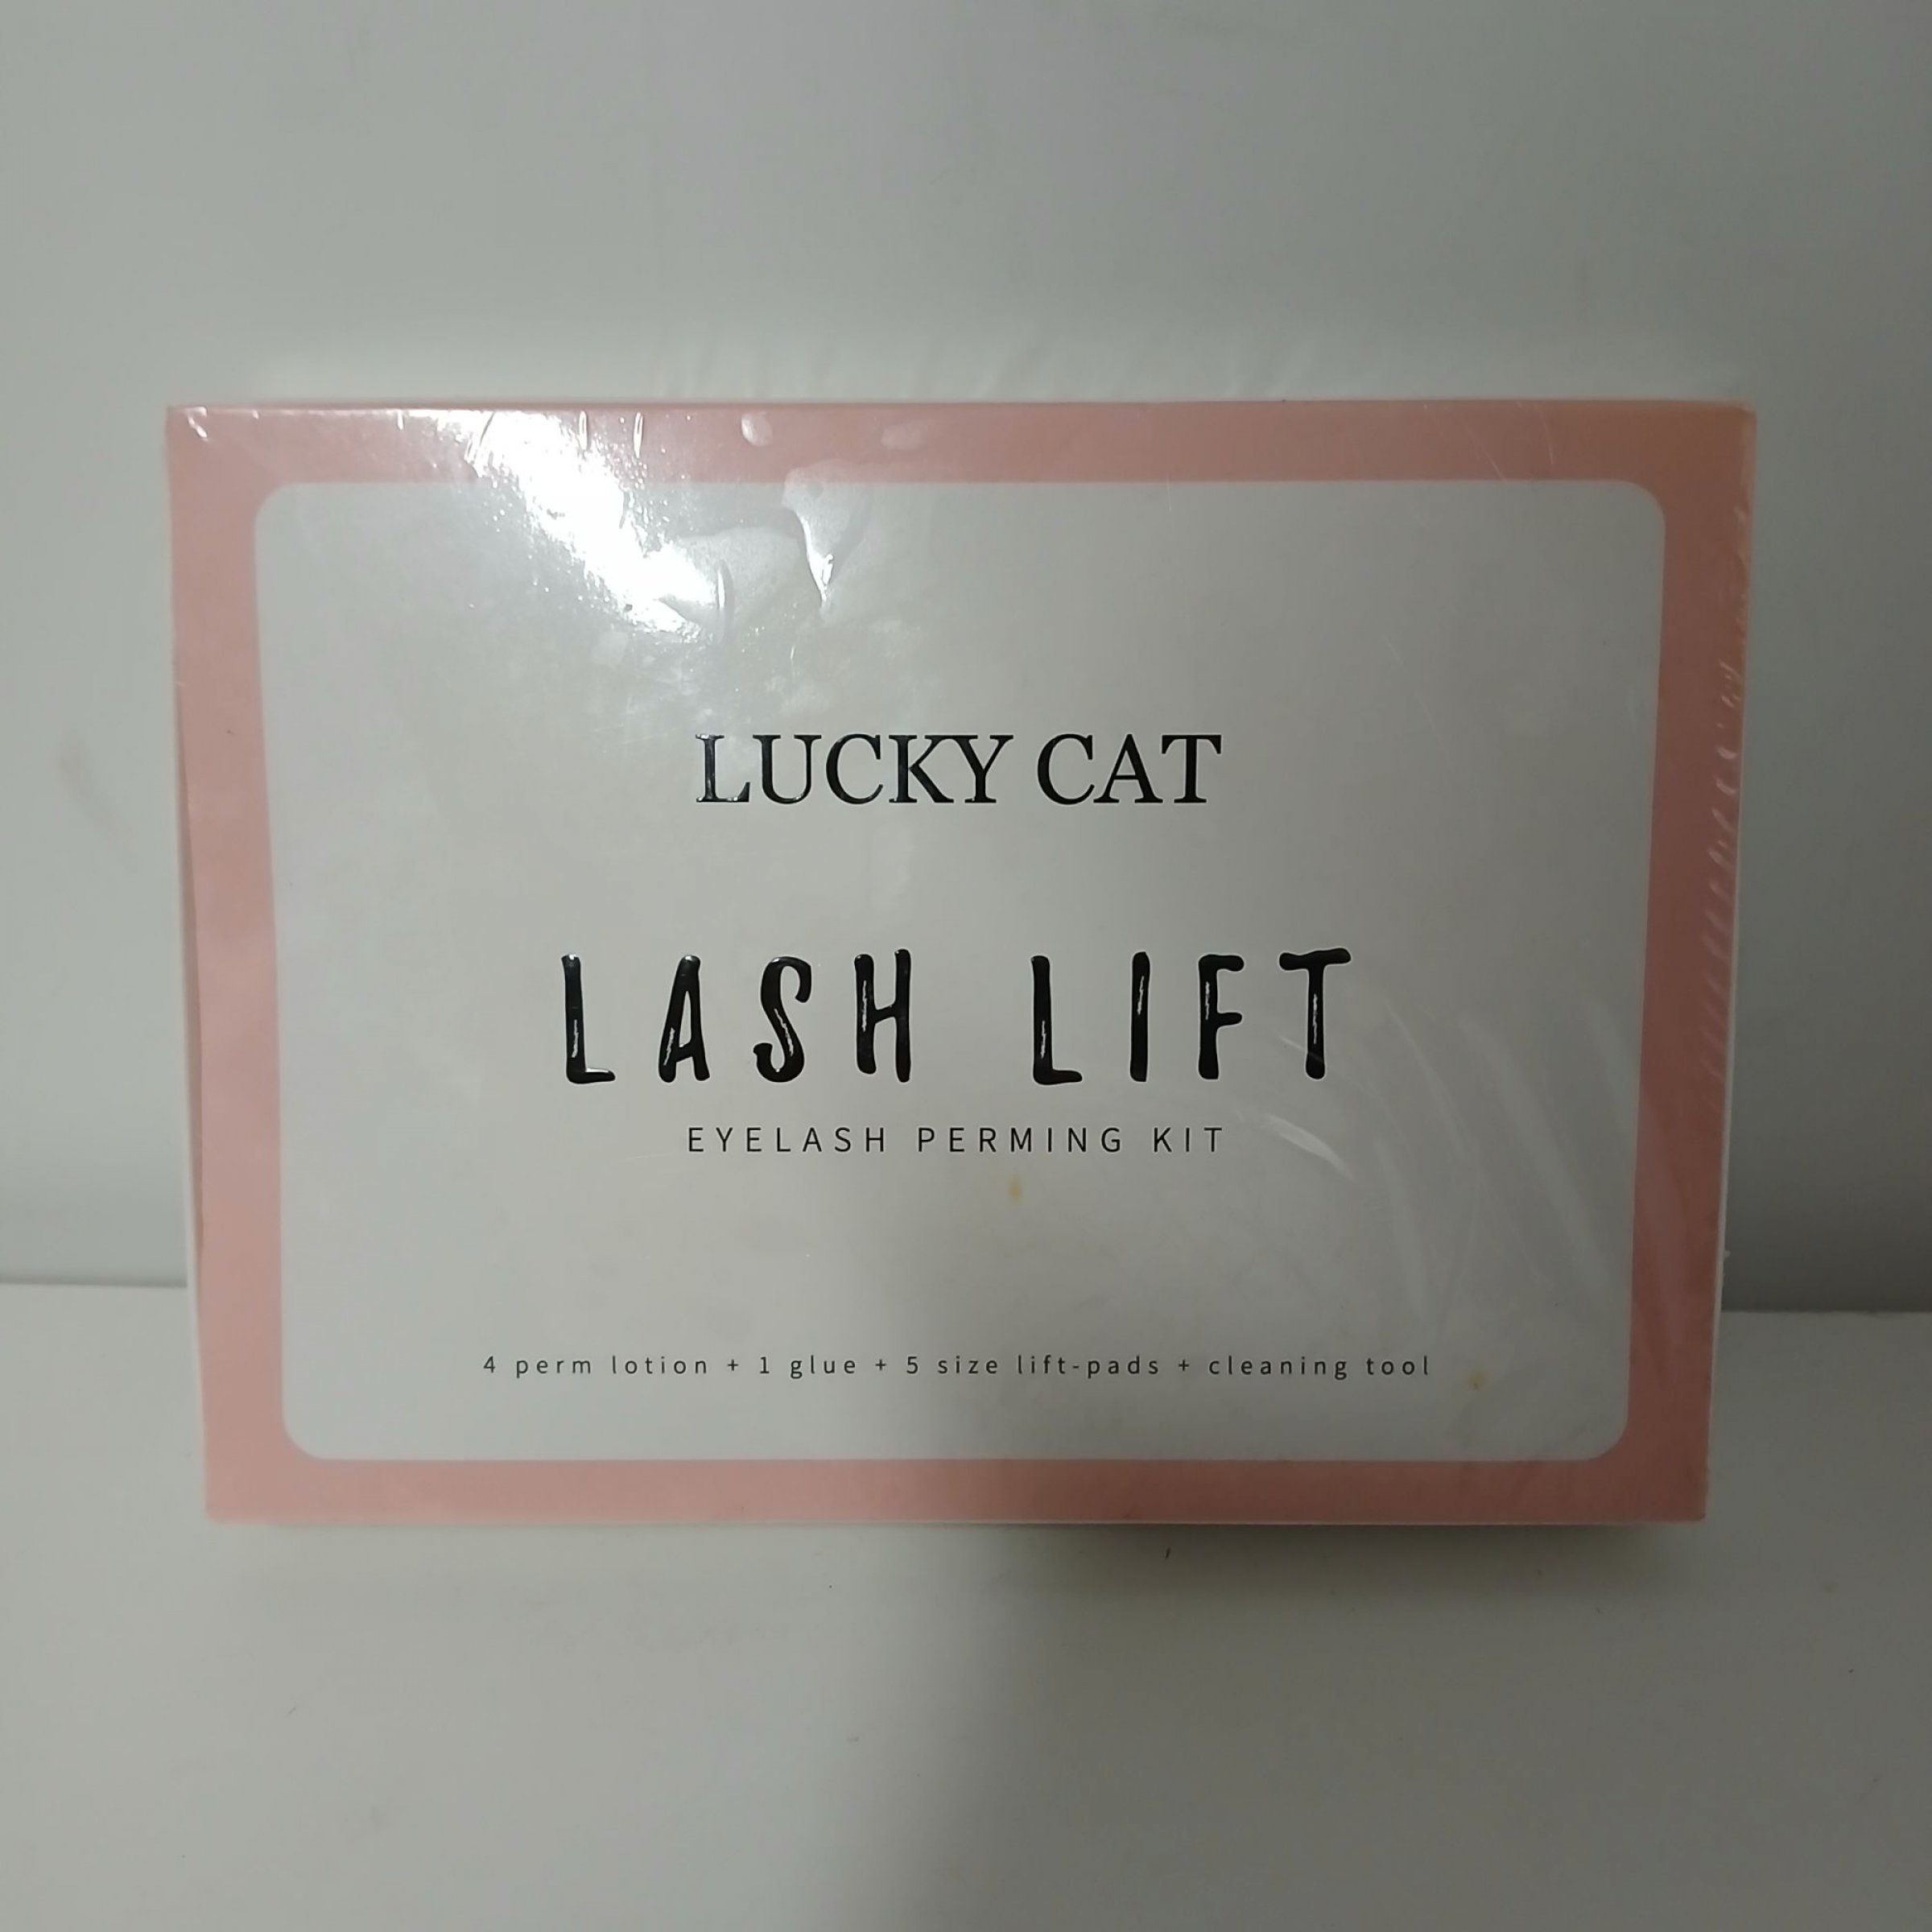 LUCKY CAT
LASH LIFT
EYELASH PERMING KIT
4 perm lotion + 1 glue + 5 size lift-pads + cleaning tool